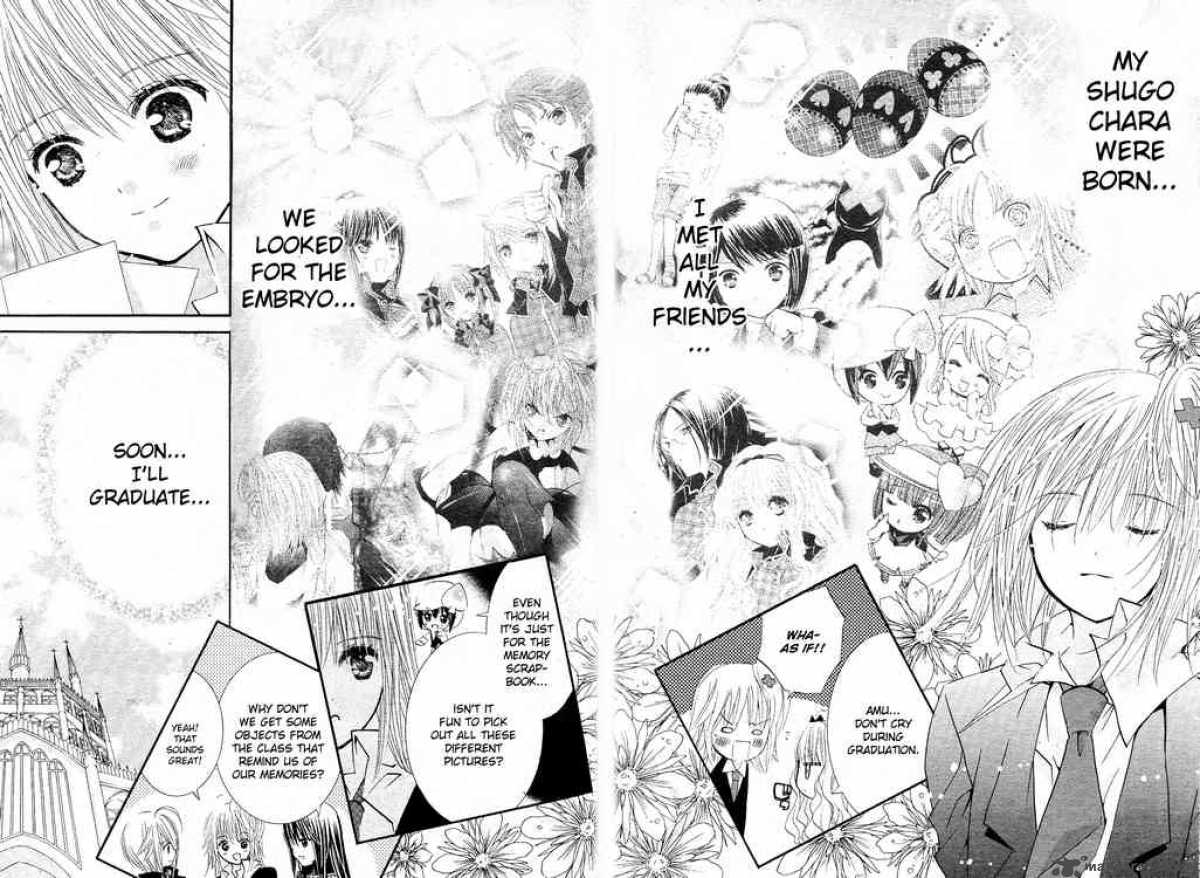 MY
SHUGO
CHARA
WERE
BORN...
I
MET
ALL
MY
FRIENDS
...
AMU...
DON'T CRY
DURING
GRADUATION.
WHA-
AS IF!!
WE
LOOKED
FOR THE
EMBRYO...
EVEN
THOUGH
IT'S JUST
FOR THE
MEMORY
SCRAP-
BOOK...
ISN'T IT
FUN TO PICK
OUT ALL THESE
DIFFERENT
PICTURES?
WHY DON'T
WE GET SOME
OBJECTS FROM
THE CLASS THAT
REMIND US OF
OUR MEMORIES?
YEAH!
THAT
SOUNDS
GREAT!
SOON...
I'LL
GRADUATE...